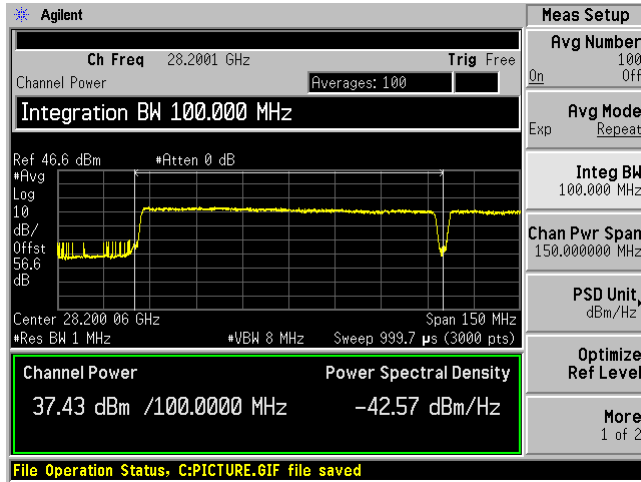 Agilent
Ch Freq 28.2001 GHz Trig Free
Channel Power Averages: 100
Integration BW 100.000 MHz
Ref 46.6 dBm #Atten 0 dB
#Avg
Log
10
dB/
Offst
56.6
dB
Center 28.200 06 GHz Span 150 MHz
#Res BW 1 MHz #VBW 8 MHz Sweep 999.7 µs (3000 pts)
Channel Power Power Spectral Density
37.43 dBm /100.0000 MHz -42.57 dBm/Hz
File Operation Status, C:PICTURE.GIF file saved
Meas Setup
Avg Number
100
On Off
Avg Mode
Exp Repeat
Integ BW
100.000 MHz
Chan Pwr Span
150.000000 MHz
PSD Unit
dBm/Hz
Optimize
Ref Level
More
1 of 2